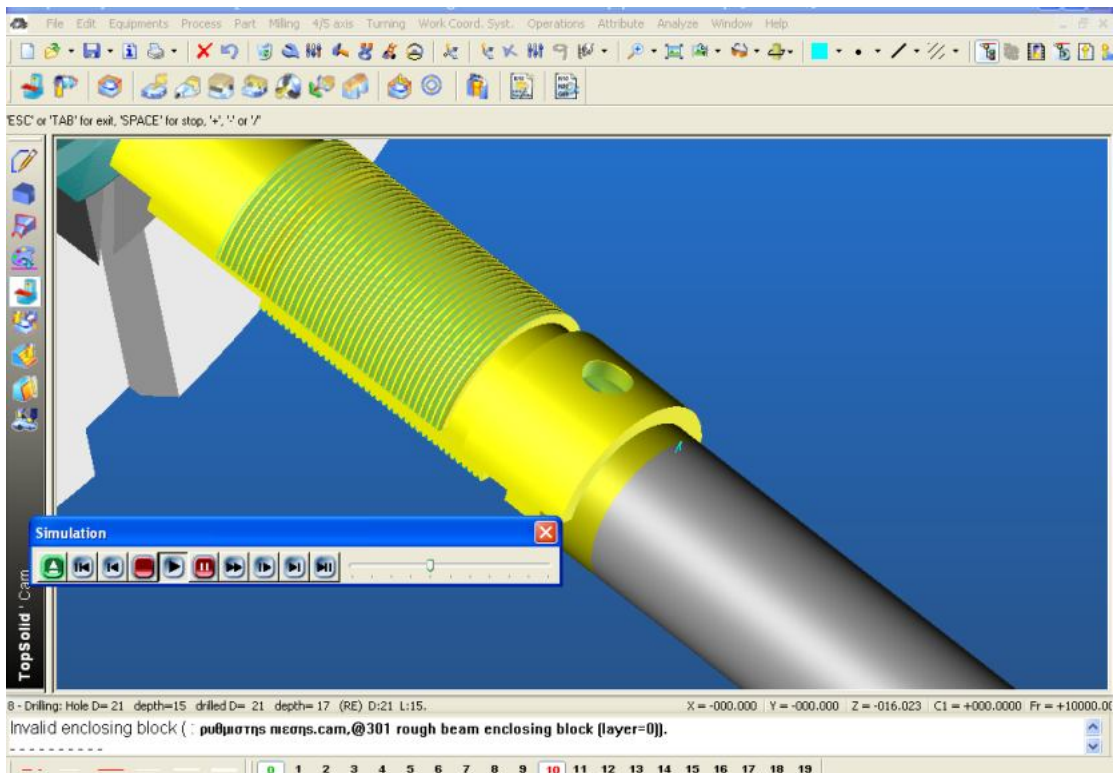 File Edit Equipments Process Part Milling 4/5 axis Turning Work Coord. Syst. Operations Attribute Analyze Window Help
'ESC' or 'TAB' for exit, 'SPACE' for stop, '+', '-' or '/'
Simulation
TopSolid ' Cam
8 - Drilling: Hole D= 21 depth=15 drilled D= 21 depth= 17 (RE) D:21 L:15. X = -000.000 Y = -000.000 Z = -016.023 C1 = +000.0000 Fr = +10000.00
Invalid enclosing block ( : ρυθμιστης πιεσης.cam,@301 rough beam enclosing block (layer=0)).
- - - - - - - - - -
0 1 2 3 4 5 6 7 8 9 10 11 12 13 14 15 16 17 18 19